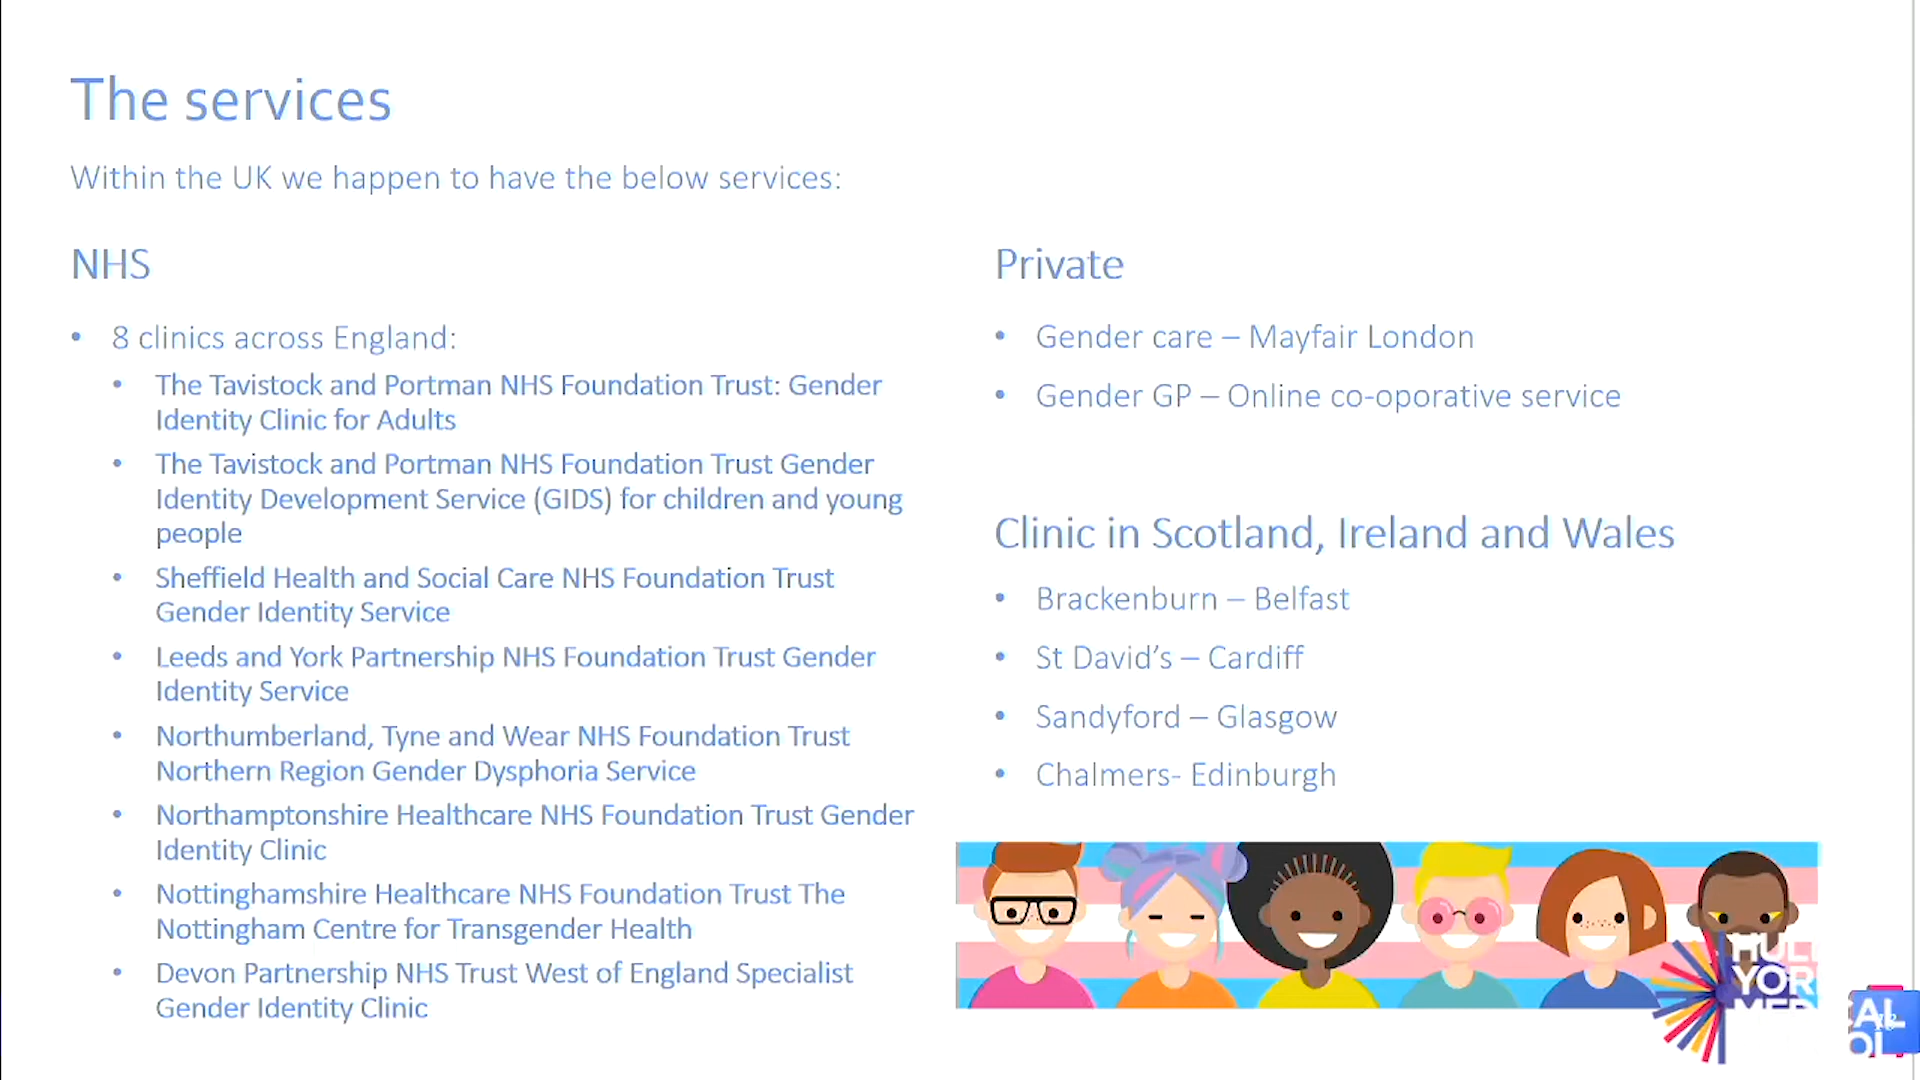 The services
Within the UK we happen to have the below services:
NHS
• 8 clinics across England:
• The Tavistock and Portman NHS Foundation Trust: Gender
Identity Clinic for Adults
• The Tavistock and Portman NHS Foundation Trust Gender
Identity Development Service (GIDS) for children and young
people
• Sheffield Health and Social Care NHS Foundation Trust
Gender Identity Service
• Leeds and York Partnership NHS Foundation Trust Gender
Identity Service
• Northumberland, Tyne and Wear NHS Foundation Trust
Northern Region Gender Dysphoria Service
• Northamptonshire Healthcare NHS Foundation Trust Gender
Identity Clinic
• Nottinghamshire Healthcare NHS Foundation Trust The
Nottingham Centre for Transgender Health
• Devon Partnership NHS Trust West of England Specialist
Gender Identity Clinic
Private
• Gender care – Mayfair London
• Gender GP – Online co-oporative service
Clinic in Scotland, Ireland and Wales
• Brackenburn – Belfast
• St David’s – Cardiff
• Sandyford – Glasgow
• Chalmers- Edinburgh
HUL
YOR
MED